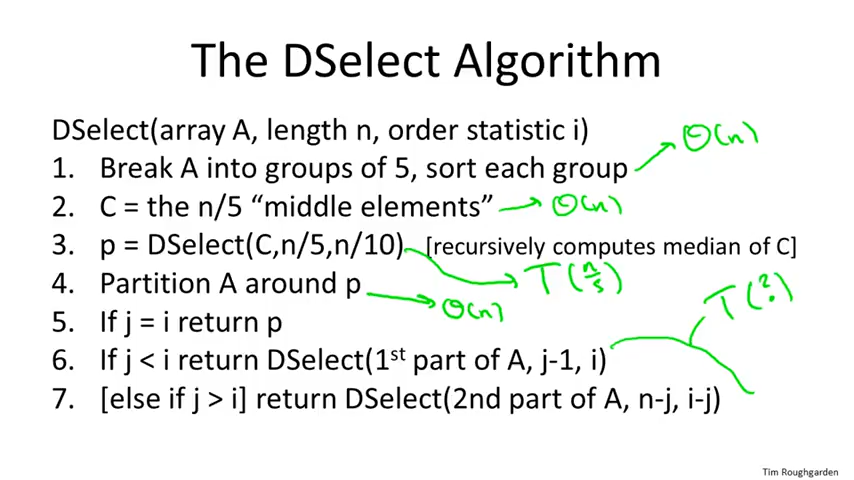 The DSelect Algorithm
DSelect(array A, length n, order statistic i)
1. Break A into groups of 5, sort each group → Θ(n)
2. C = the n/5 “middle elements” → Θ(n)
3. p = DSelect(C,n/5,n/10) [recursively computes median of C]
→ T(n/5)
4. Partition A around p → Θ(n)
T(?)
5. If j = i return p
6. If j < i return DSelect(1st part of A, j-1, i)
7. [else if j > i] return DSelect(2nd part of A, n-j, i-j)
Tim Roughgarden